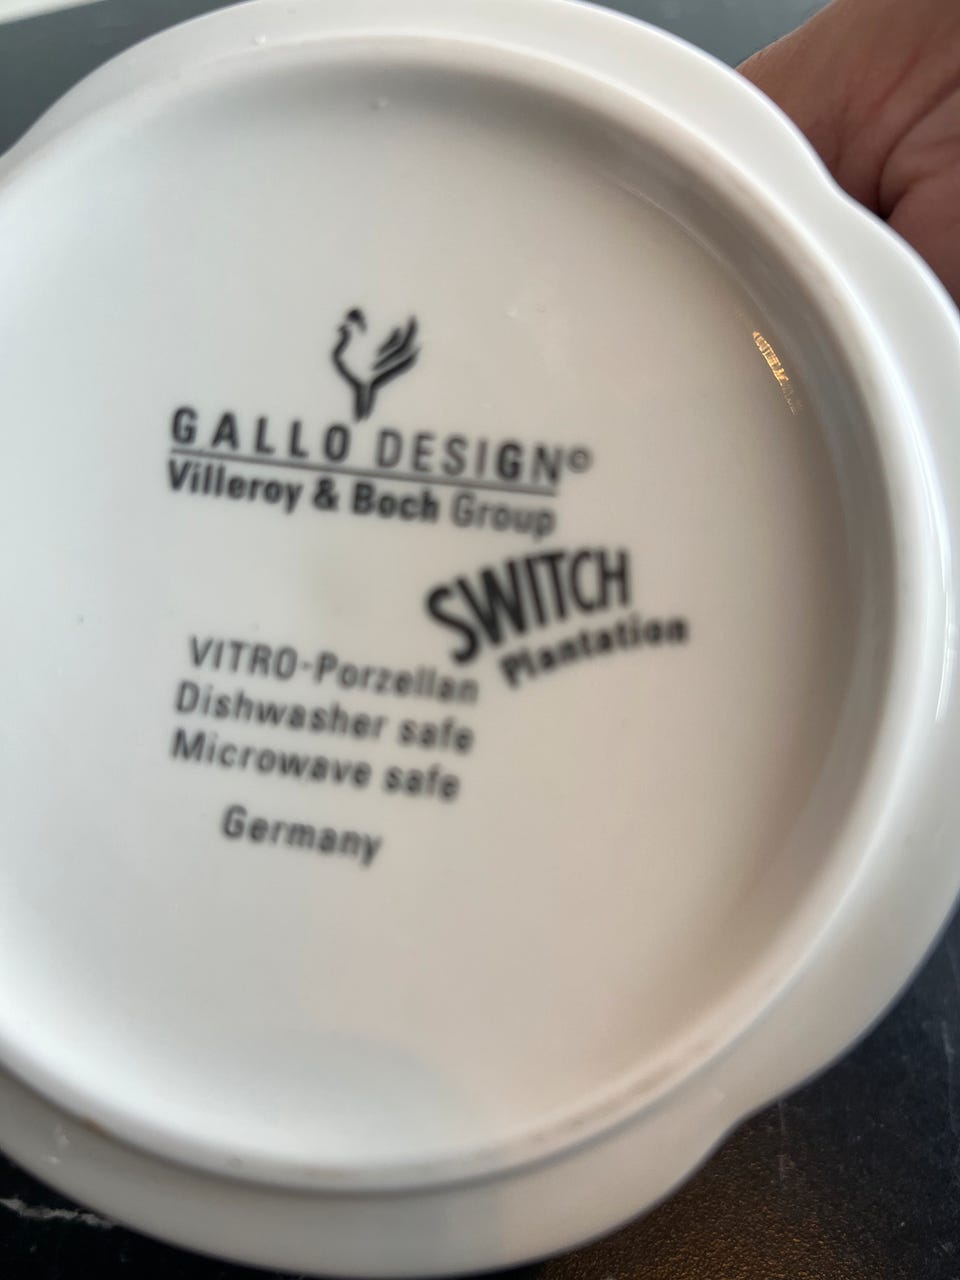 GALLO DESIGN©
Villeroy & Boch Group
SWITCH
Plantation
VITRO-Porzellan
Dishwasher safe
Microwave safe
Germany